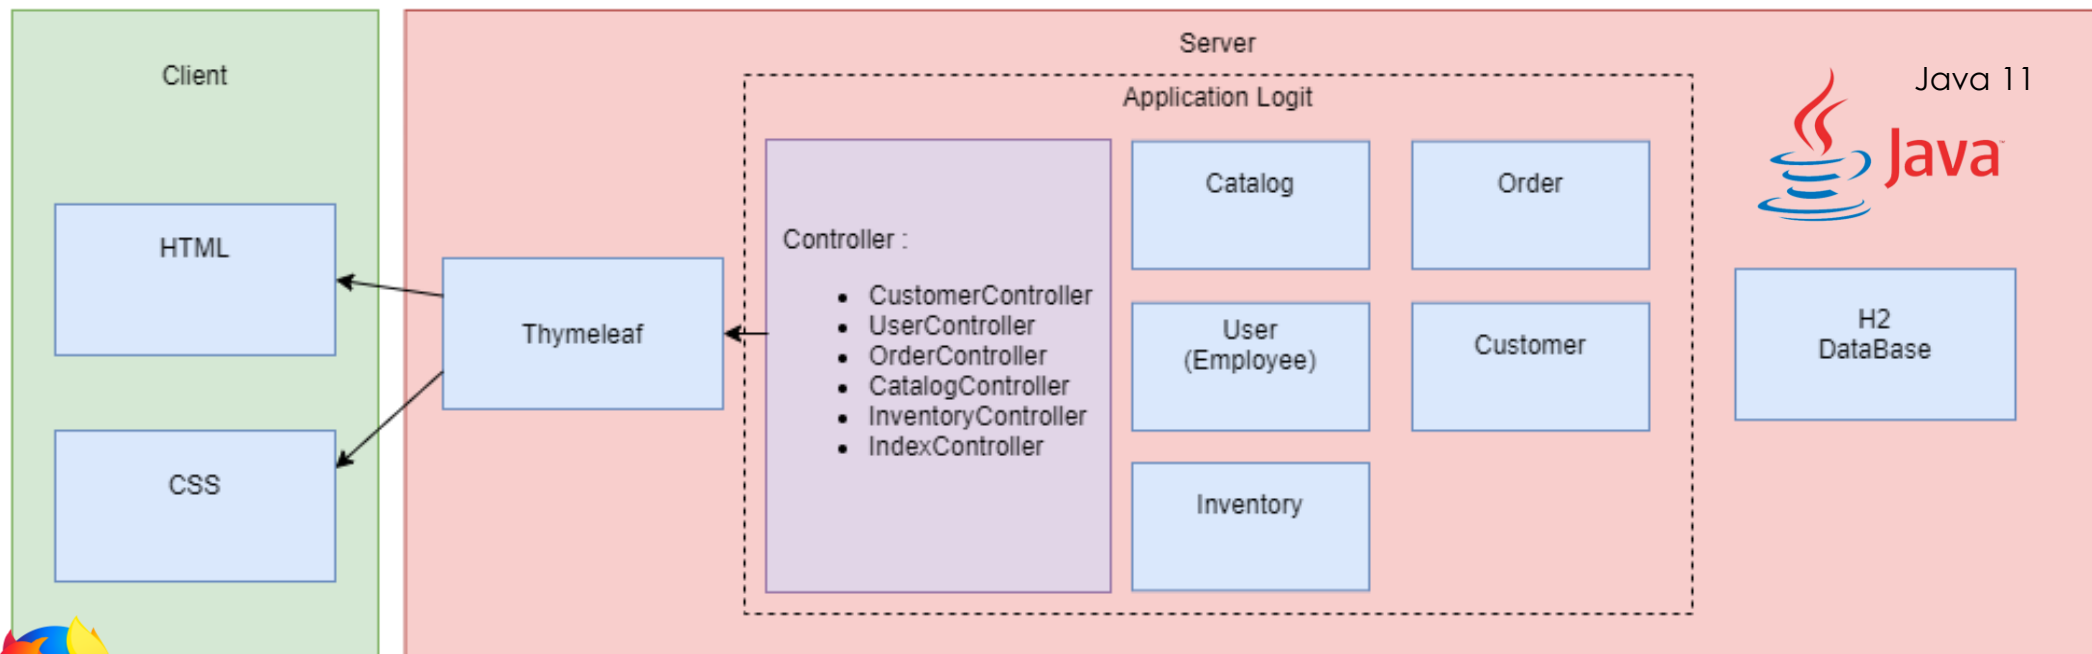 Client
HTML
CSS
Server
Thymeleaf
Application Logit
Controller :
• CustomerController
• UserController
• OrderController
• CatalogController
• InventoryController
• IndexController
Catalog
Order
User
(Employee)
Customer
Inventory
Java 11
Java™
H2
DataBase